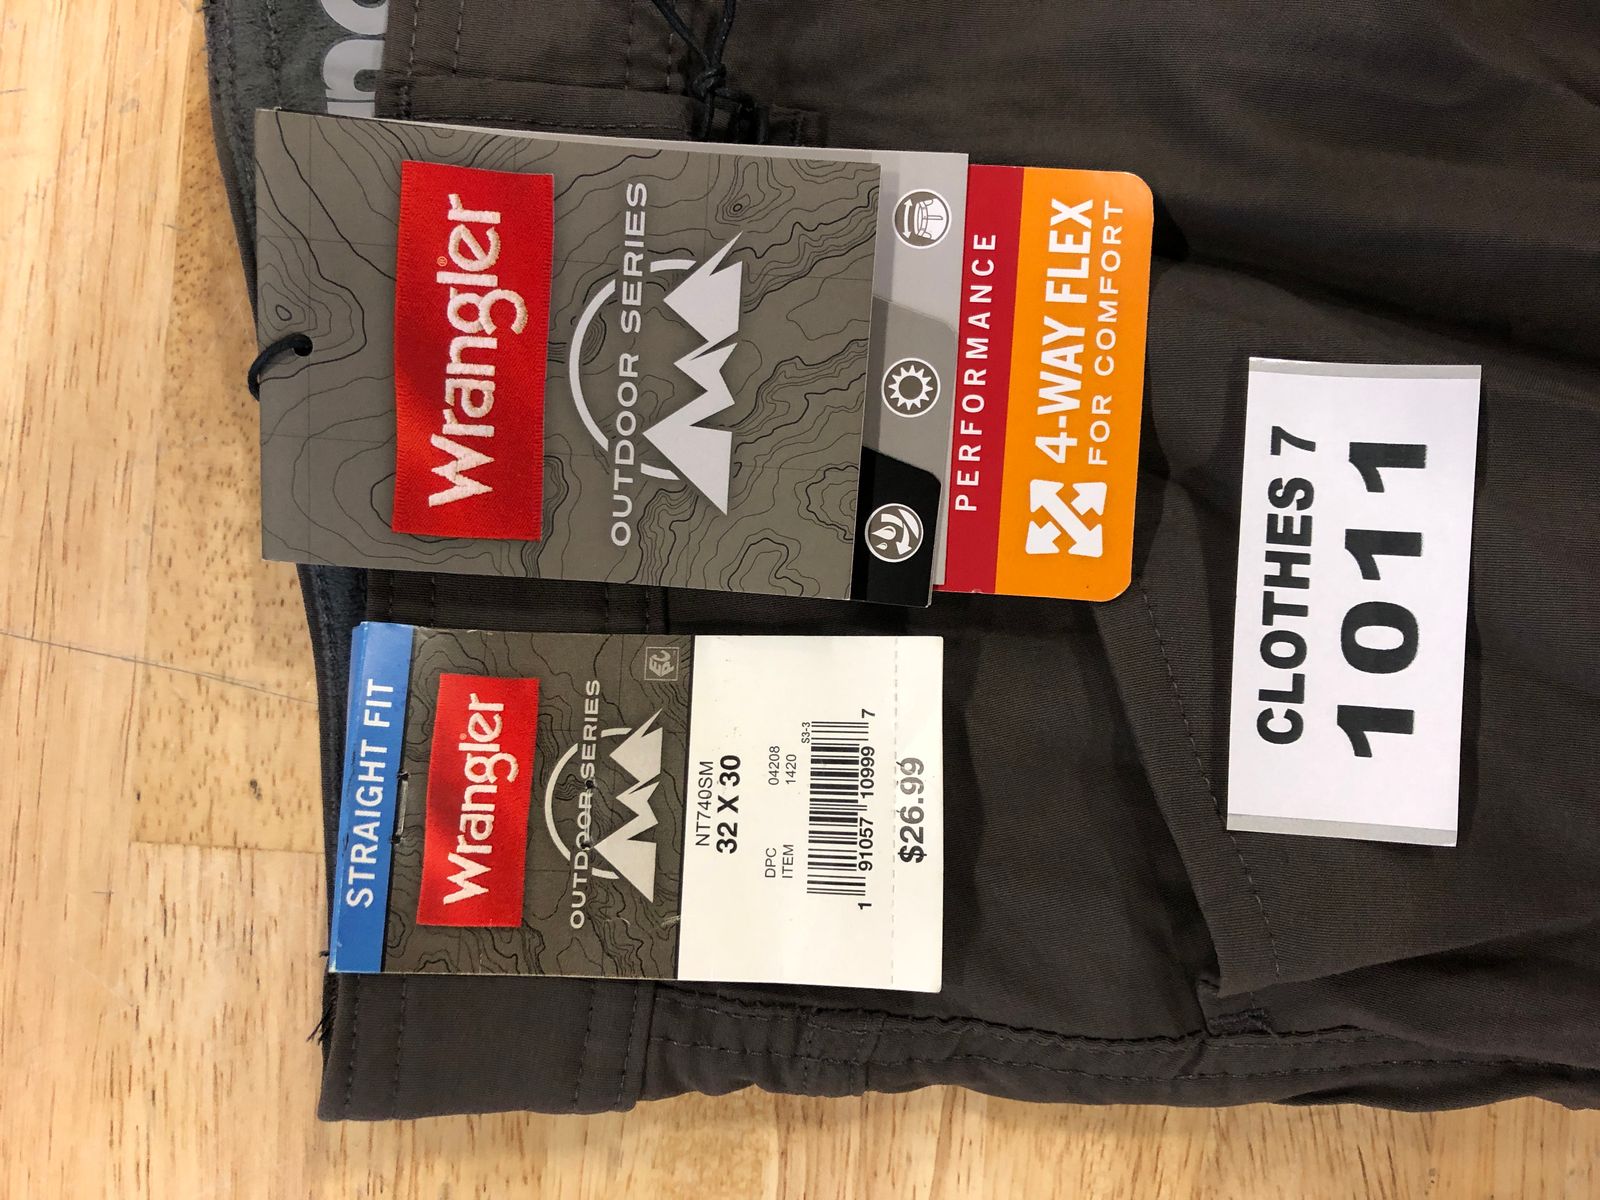 Wrangler®
OUTDOOR SERIES
PERFORMANCE
4-WAY FLEX
FOR COMFORT
STRAIGHT FIT
Wrangler
OUTDOOR SERIES
NT740SM
32 X 30
DPC 04208
ITEM 1420
S3-3
1 91057 10999 7
$26.99
CLOTHES 7
1011